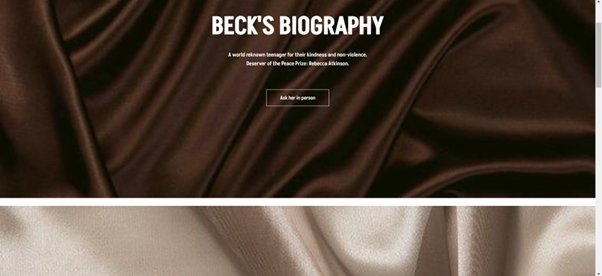 BECK'S BIOGRAPHY
A world reknown teenager for their kindness and non-violence.
Deserver of the Peace Prize: Rebecca Atkinson.
Ask her in person